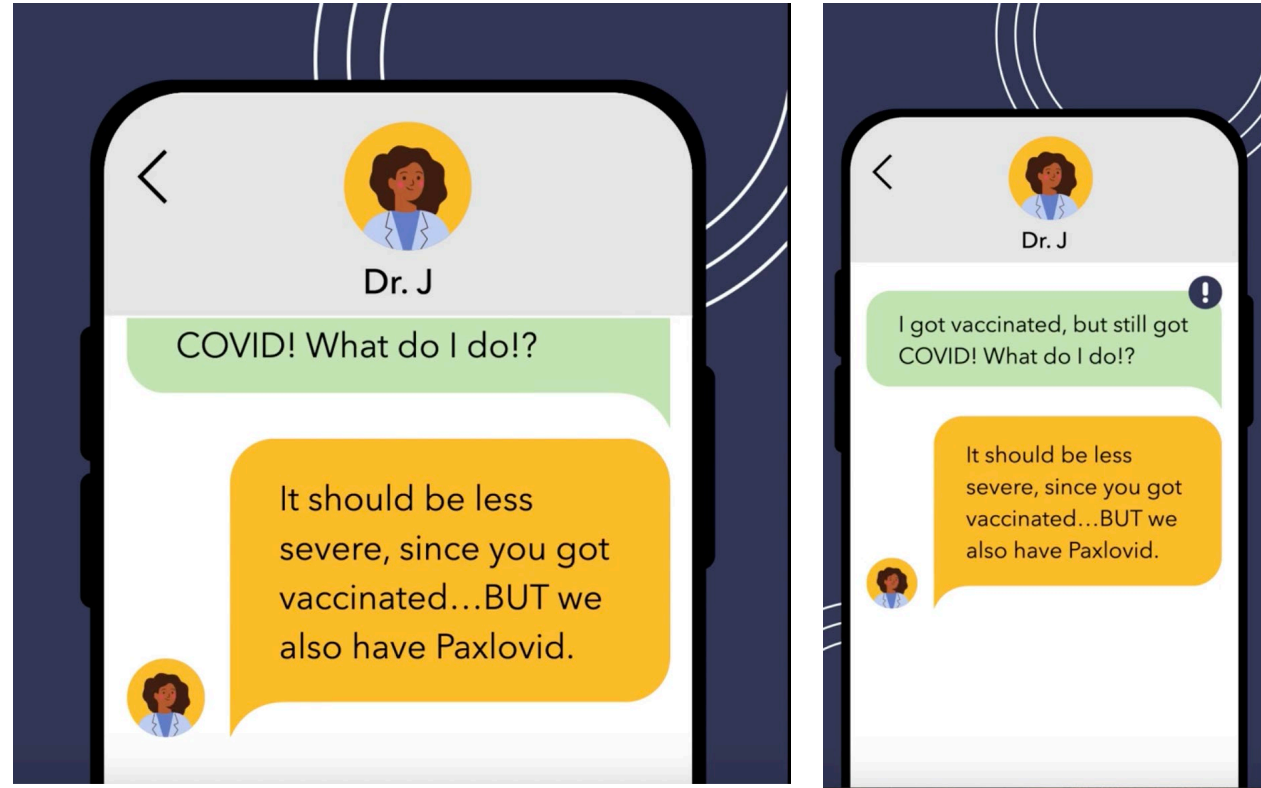 Dr. J
COVID! What do I do!?
It should be less
severe, since you got
vaccinated...BUT we
also have Paxlovid.
Dr. J
!
I got vaccinated, but still got
COVID! What do I do!?
It should be less
severe, since you got
vaccinated...BUT we
also have Paxlovid.